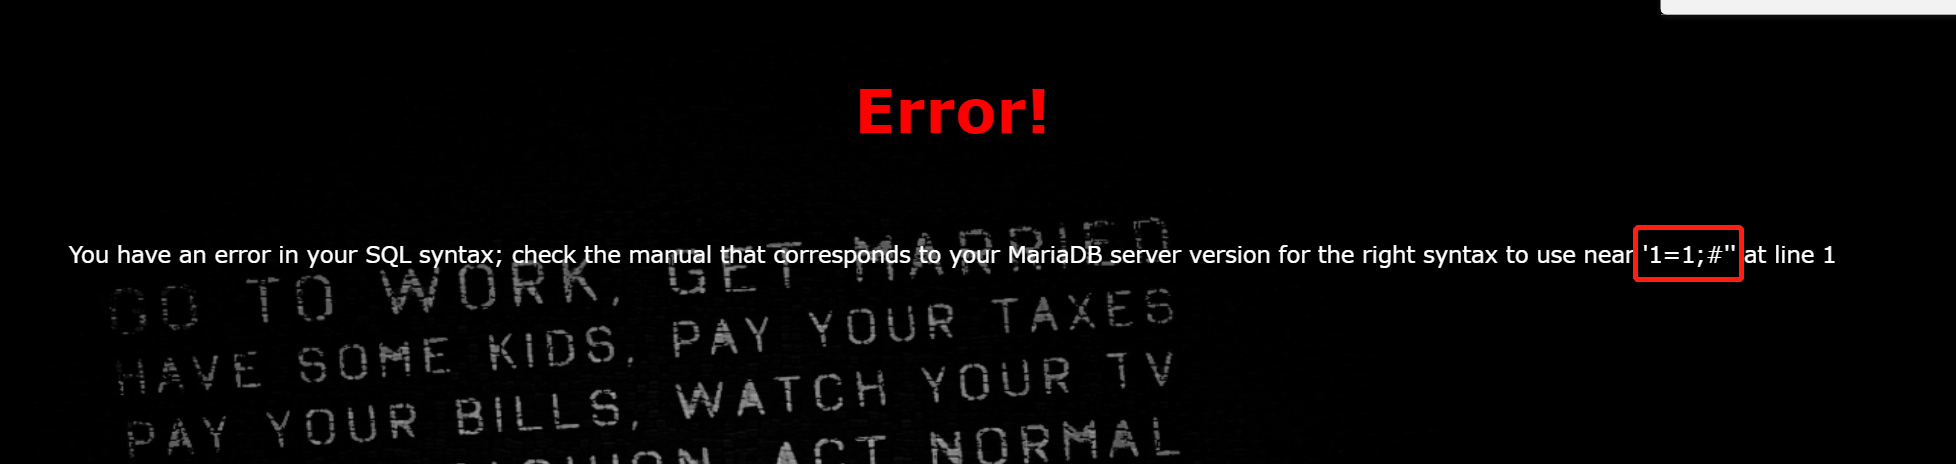 Error!
You have an error in your SQL syntax; check the manual that corresponds to your MariaDB server version for the right syntax to use near '1=1;#'' at line 1
GO TO WORK, GET MARRIED
HAVE SOME KIDS, PAY YOUR TAXES
PAY YOUR BILLS, WATCH YOUR TV
ACT NORMAL